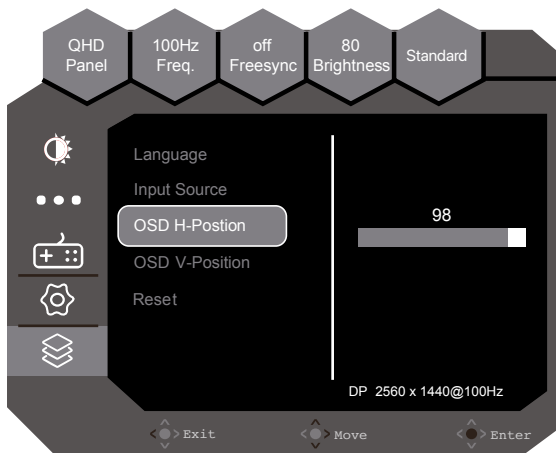 QHD
Panel
100Hz
Freq.
off
Freesync
80
Brightness
Standard
Language
Input Source
OSD H-Postion
OSD V-Position
Reset
98
DP 2560 x 1440@100Hz
Exit
Move
Enter